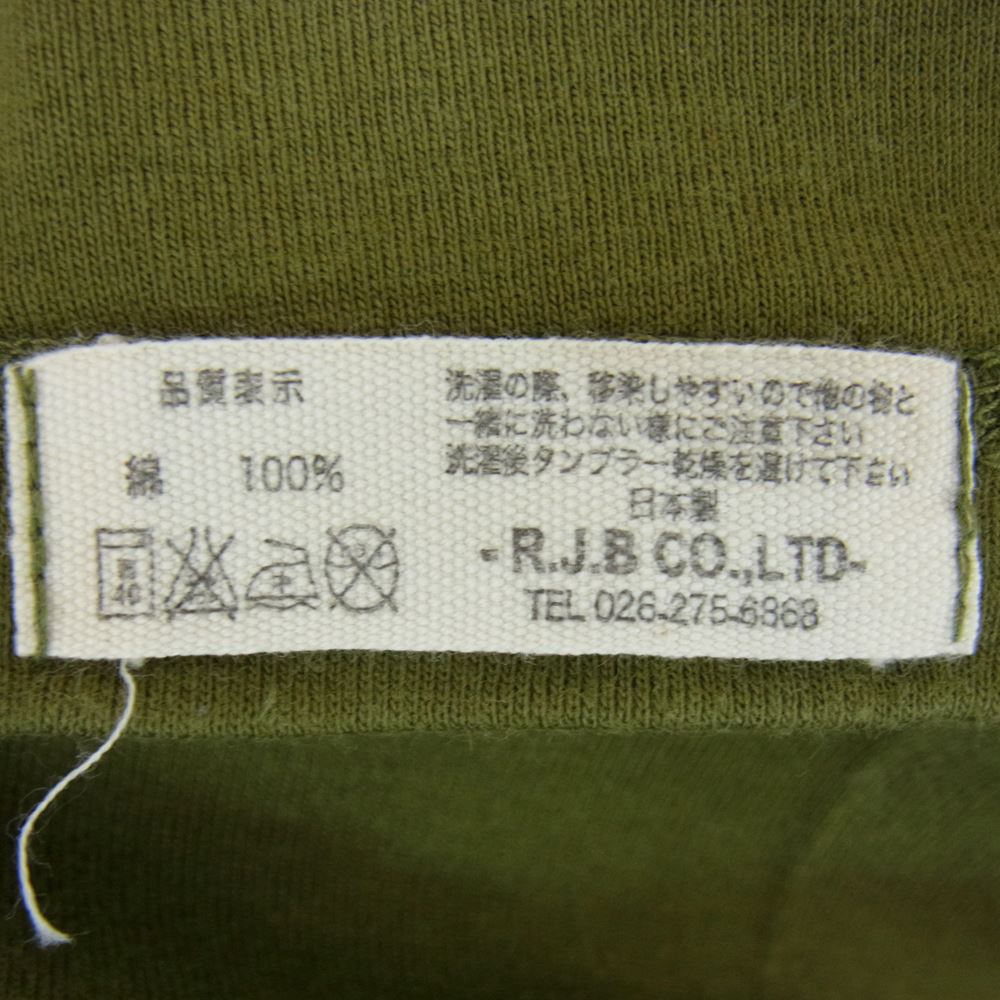 品質表示
綿 100%
40
洗濯の際、移染しやすいので他の物と
一緒に洗わない様にご注意下さい
洗濯後タンブラー乾燥を避けて下さい
日本製
- R.J.B CO.,LTD-
TEL 026-275-6868